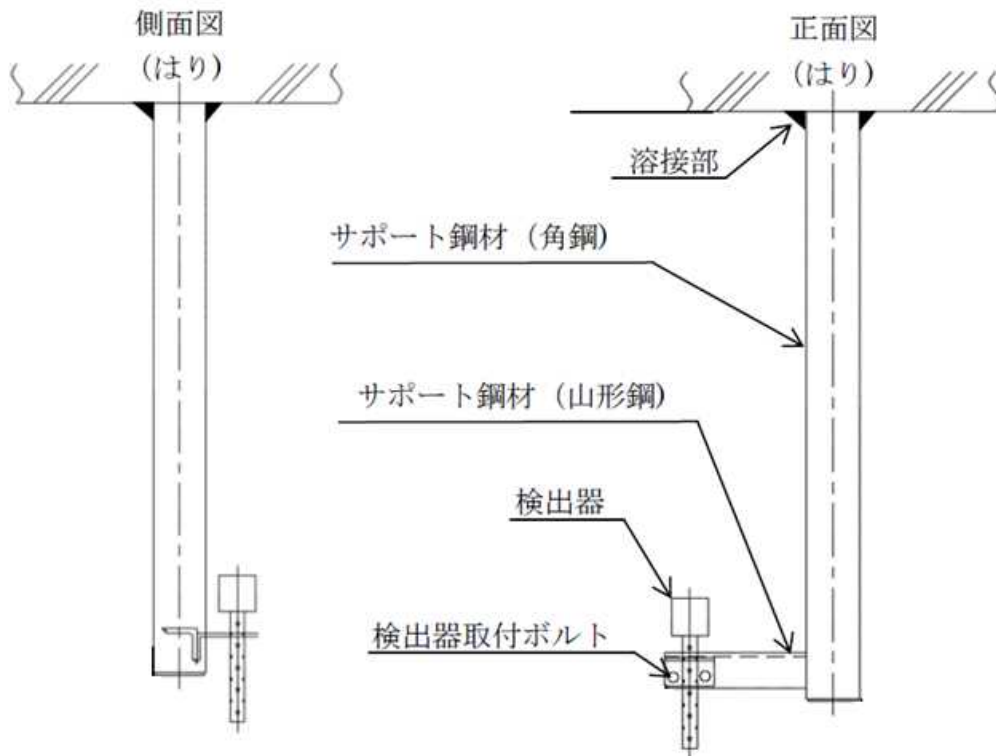 側面図
(はり)
正面図
(はり)
溶接部
サポート鋼材 (角鋼)
サポート鋼材 (山形鋼)
検出器
検出器取付ボルト